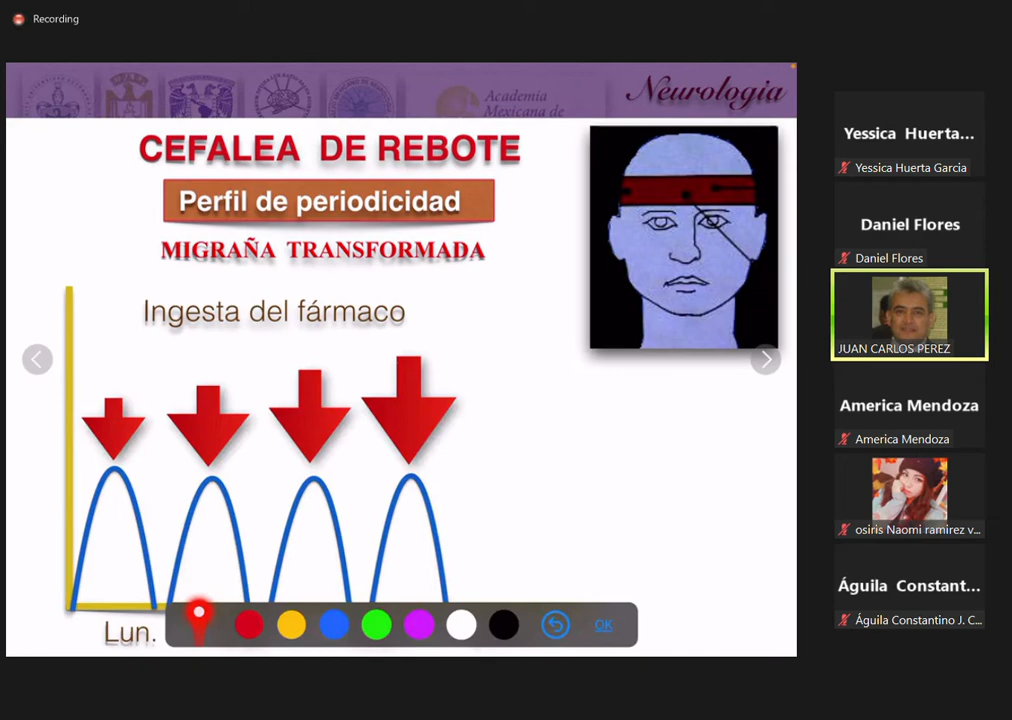 Recording
Academia
Mexicana de
Neurologia
CEFALEA DE REBOTE
Perfil de periodicidad
MIGRAÑA TRANSFORMADA
Ingesta del fármaco
Lun.
OK
Yessica Huerta...
Yessica Huerta Garcia
Daniel Flores
Daniel Flores
JUAN CARLOS PEREZ
America Mendoza
America Mendoza
osiris Naomi ramirez v...
Águila Constant...
Águila Constantino J. C...